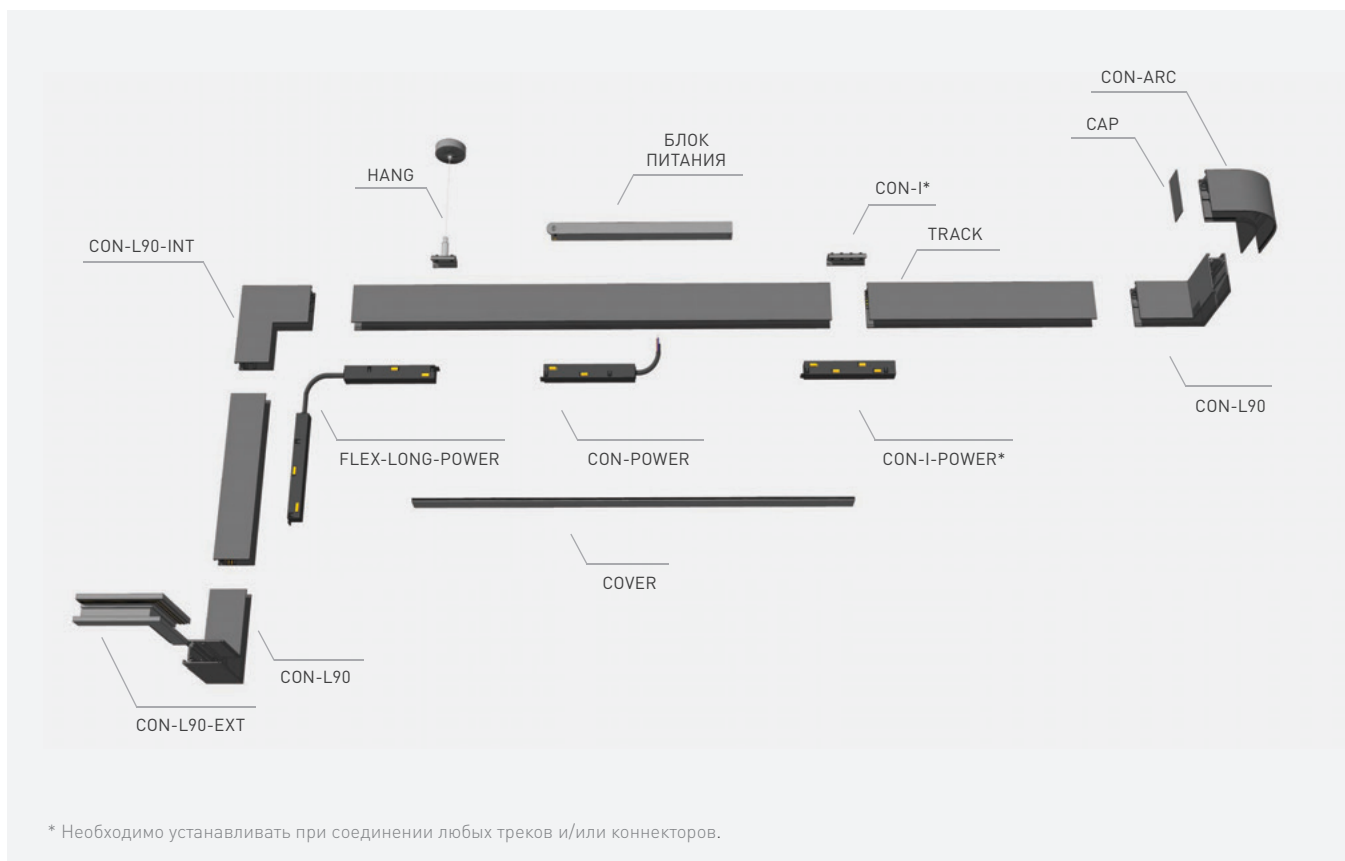 CON-ARC
CAP
БЛОК
ПИТАНИЯ
HANG
CON-I*
TRACK
CON-L90-INT
CON-L90
FLEX-LONG-POWER
CON-POWER
CON-I-POWER*
COVER
CON-L90
CON-L90-EXT
* Необходимо устанавливать при соединении любых треков и/или коннекторов.